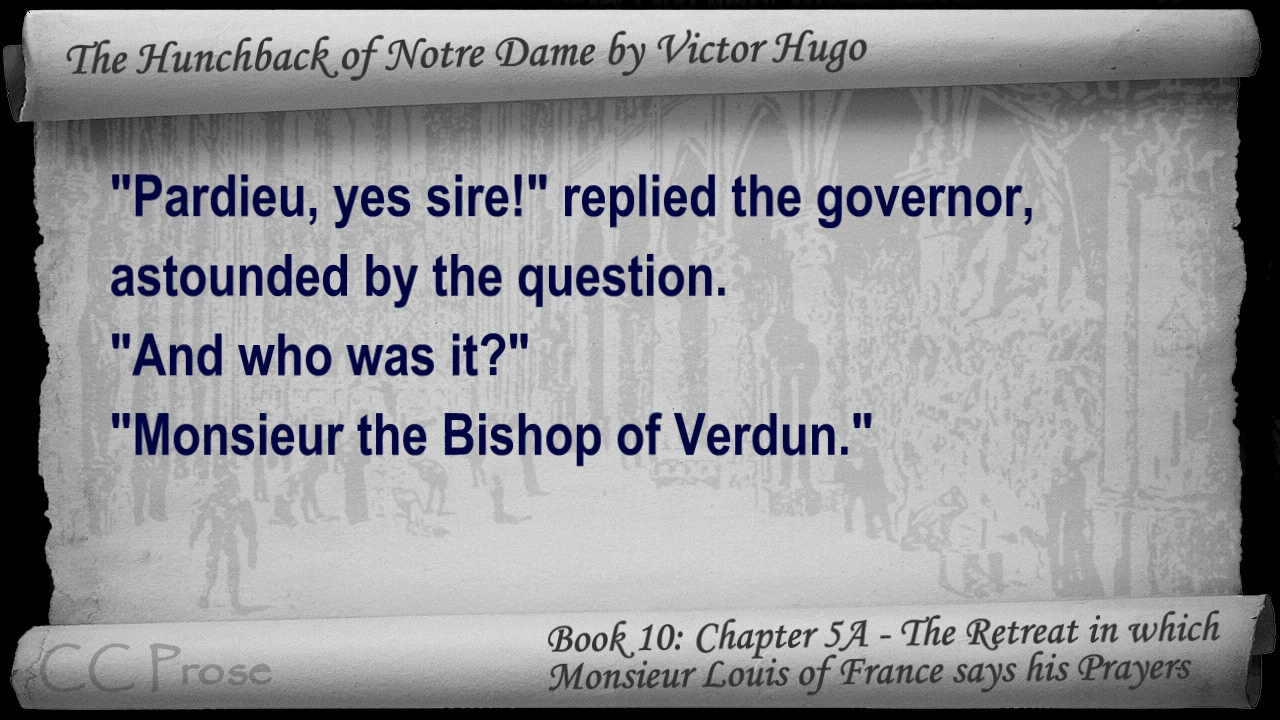 The Hunchback of Notre Dame by Victor Hugo
"Pardieu, yes sire!" replied the governor,
astounded by the question.
"And who was it?"
"Monsieur the Bishop of Verdun."
CC Prose
Book 10: Chapter 5A - The Retreat in which
Monsieur Louis of France says his Prayers